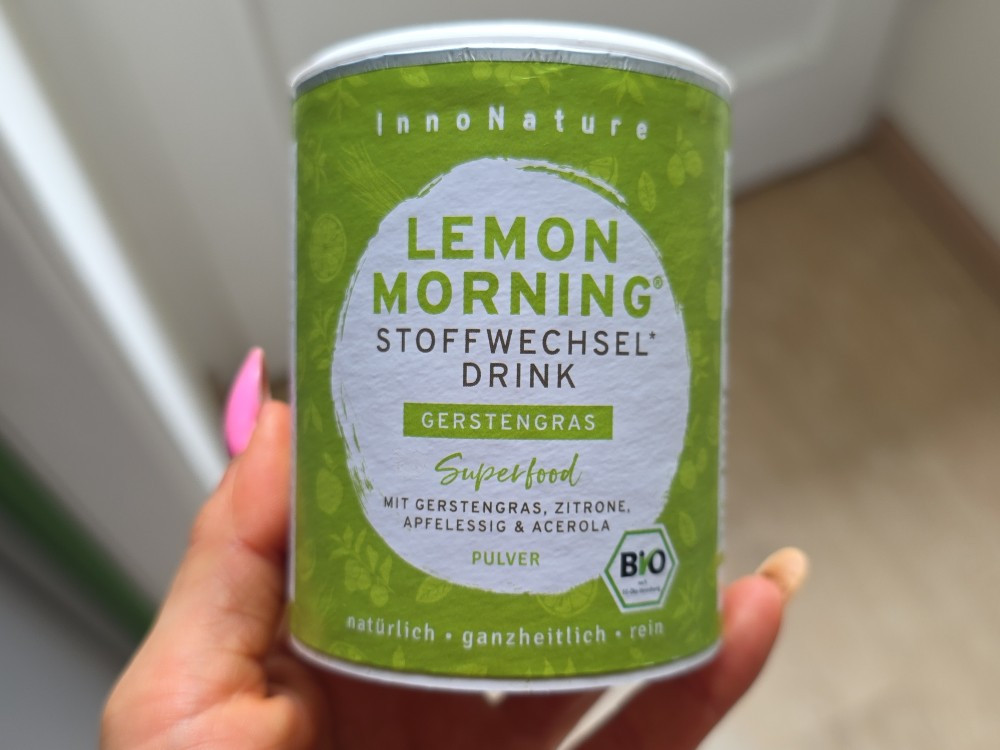 InnoNature
LEMON
MORNING®
STOFFWECHSEL*
DRINK
GERSTENGRAS
Superfood
MIT GERSTENGRAS, ZITRONE,
APFELESSIG & ACEROLA
PULVER
BIO
natürlich • ganzheitlich • rein